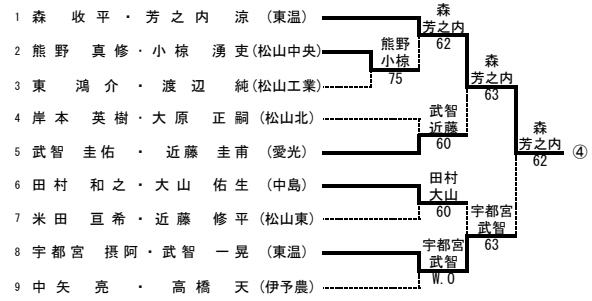 1 森 収平 ・ 芳之内 涼 (東温)
2 熊野 真修 ・ 小椋 湧吏 (松山中央)
3 東 鴻介 ・ 渡辺 純 (松山工業)
4 岸本 英樹 ・ 大原 正嗣 (松山北)
5 武智 圭佑 ・ 近藤 圭甫 (愛光)
6 田村 和之 ・ 大山 佑生 (中島)
7 米田 亘希 ・ 近藤 修平 (松山東)
8 宇都宮 摂阿 ・ 武智 一晃 (東温)
9 中矢 亮 ・ 高橋 天 (伊予農)
熊野
小椋
75
森
芳之内
62
武智
近藤
60
森
芳之内
63
田村
大山
60
宇都宮
武智
W.O
宇都宮
武智
63
森
芳之内
62
④